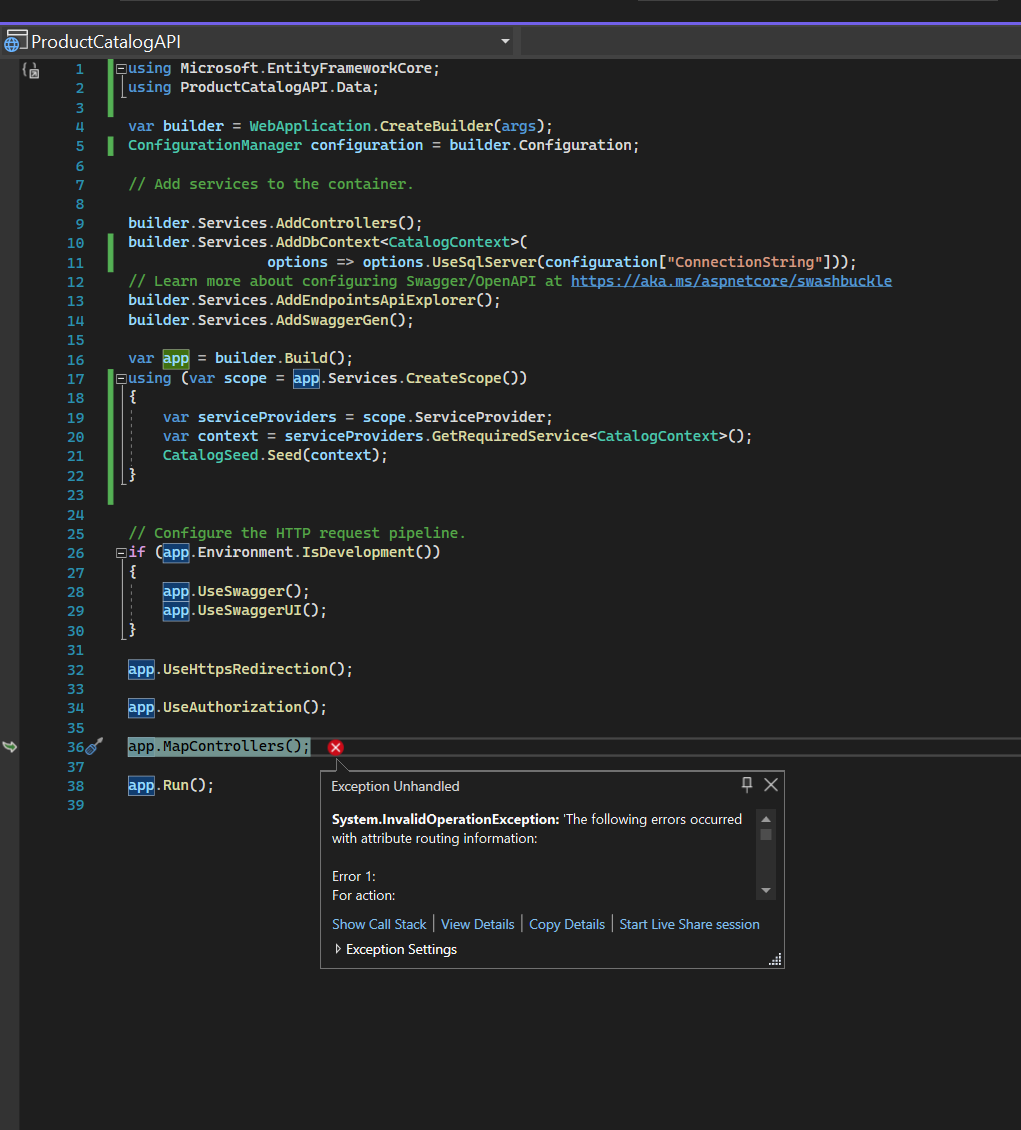 ProductCatalogAPI
1 using Microsoft.EntityFrameworkCore;
2 using ProductCatalogAPI.Data;
3
4 var builder = WebApplication.CreateBuilder(args);
5 ConfigurationManager configuration = builder.Configuration;
6
7 // Add services to the container.
8
9 builder.Services.AddControllers();
10 builder.Services.AddDbContext<CatalogContext>(
11 options => options.UseSqlServer(configuration["ConnectionString"]));
12 // Learn more about configuring Swagger/OpenAPI at https://aka.ms/aspnetcore/swashbuckle
13 builder.Services.AddEndpointsApiExplorer();
14 builder.Services.AddSwaggerGen();
15
16 var app = builder.Build();
17 using (var scope = app.Services.CreateScope())
18 {
19 var serviceProviders = scope.ServiceProvider;
20 var context = serviceProviders.GetRequiredService<CatalogContext>();
21 CatalogSeed.Seed(context);
22 }
23
24
25 // Configure the HTTP request pipeline.
26 if (app.Environment.IsDevelopment())
27 {
28 app.UseSwagger();
29 app.UseSwaggerUI();
30 }
31
32 app.UseHttpsRedirection();
33
34 app.UseAuthorization();
35
36 app.MapControllers();
37
38 app.Run();
39
Exception Unhandled
System.InvalidOperationException: 'The following errors occurred
with attribute routing information:
Error 1:
For action:
Show Call Stack | View Details | Copy Details | Start Live Share session
Exception Settings